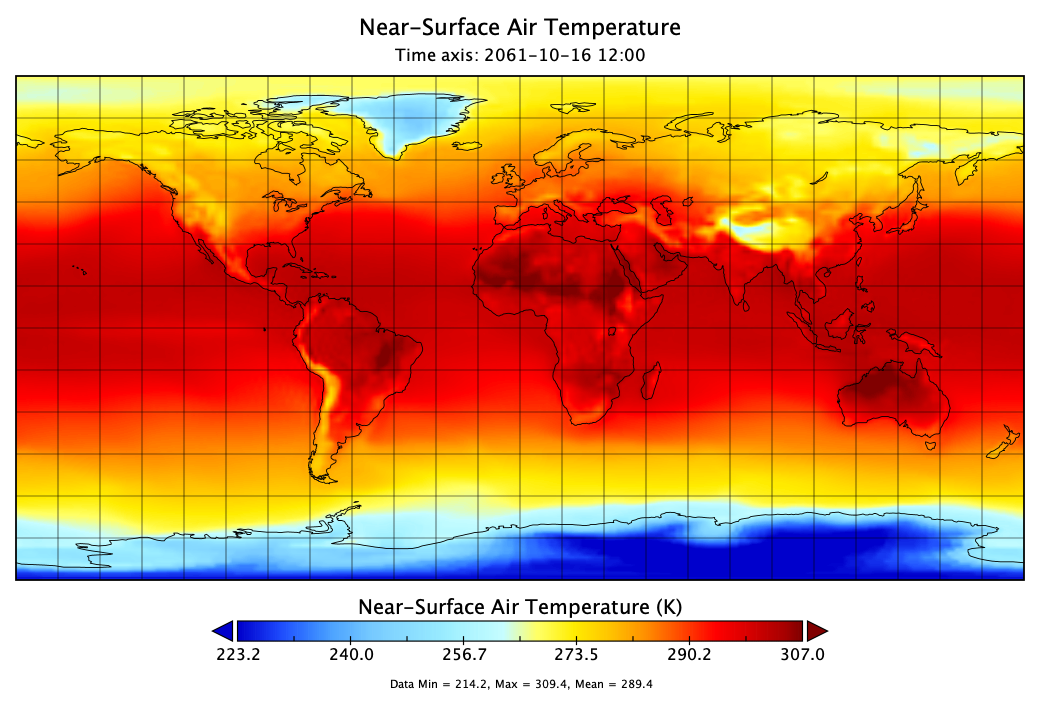 Near-Surface Air Temperature
Time axis: 2061-10-16 12:00
Near-Surface Air Temperature (K)
223.2 240.0 256.7 273.5 290.2 307.0
Data Min = 214.2, Max = 309.4, Mean = 289.4